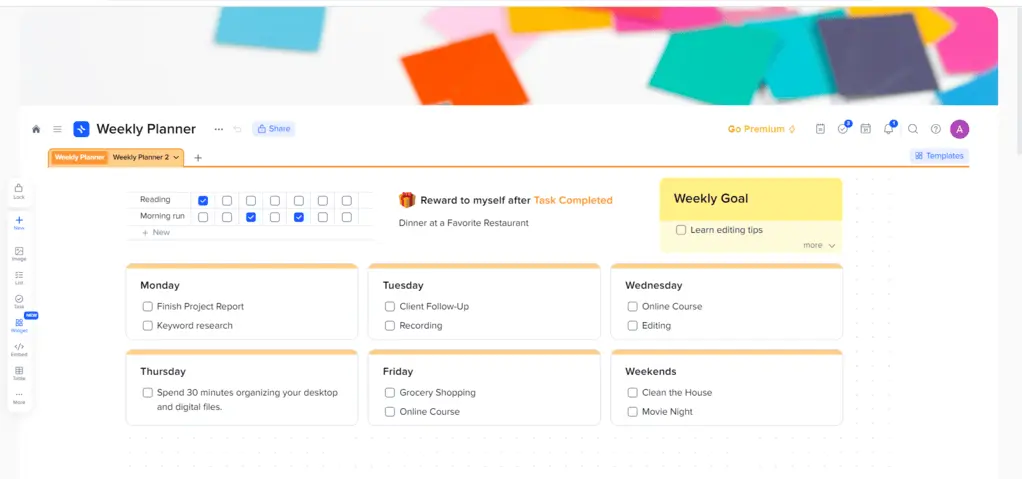 Weekly Planner
Share
Go Premium
2
31
1
A
Weekly Planner
Weekly Planner 2
Templates
Lock
New
Image
List
Task
NEW
Widget
Embed
Table
More
Reading
Morning run
+ New
Reward to myself after Task Completed
Dinner at a Favorite Restaurant
Weekly Goal
Learn editing tips
more
Monday
Finish Project Report
Keyword research
Tuesday
Client Follow-Up
Recording
Wednesday
Online Course
Editing
Thursday
Spend 30 minutes organizing your desktop
and digital files.
Friday
Grocery Shopping
Online Course
Weekends
Clean the House
Movie Night